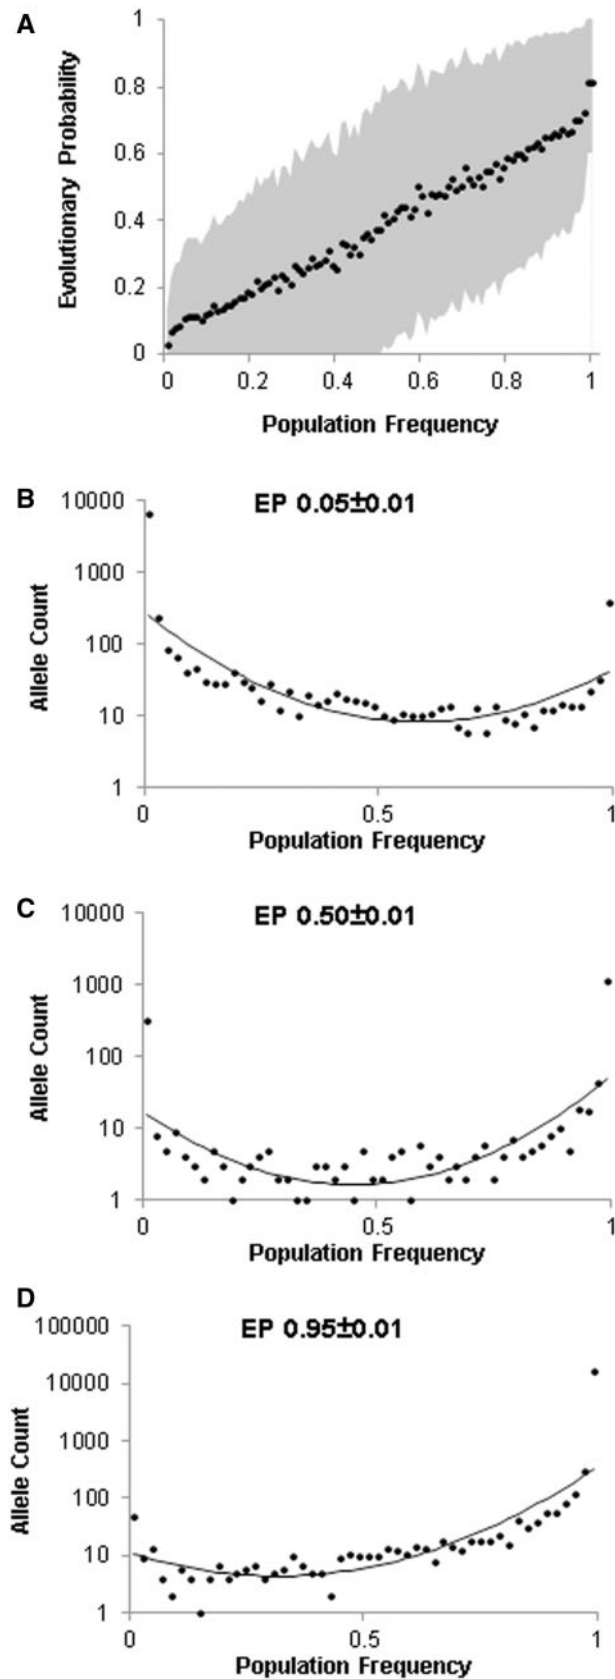 A
1
0.8
0.6
0.4
0.2
0
Evolutionary Probability
0 0.2 0.4 0.6 0.8 1
Population Frequency
B
EP 0.05±0.01
10000
1000
100
10
1
Allele Count
0 0.5 1
Population Frequency
C
EP 0.50±0.01
10000
1000
100
10
1
Allele Count
0 0.5 1
Population Frequency
D
EP 0.95±0.01
100000
10000
1000
100
10
1
Allele Count
0 0.5 1
Population Frequency